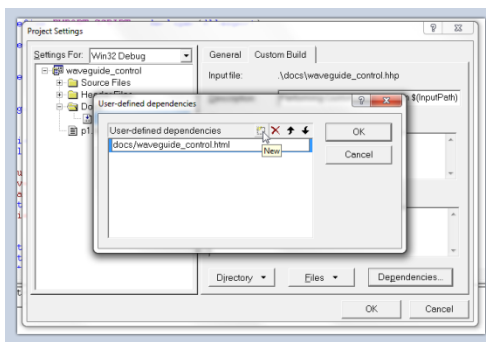 Project Settings
Settings For: Win32 Debug
General Custom Build
waveguide_control
Source Files
Input file: .\docs\waveguide_control.hhp
$(InputPath)
User-defined dependencies
User-defined dependencies
docs/waveguide_control.html
New
OK
Cancel
Directory Files Dependencies...
OK Cancel